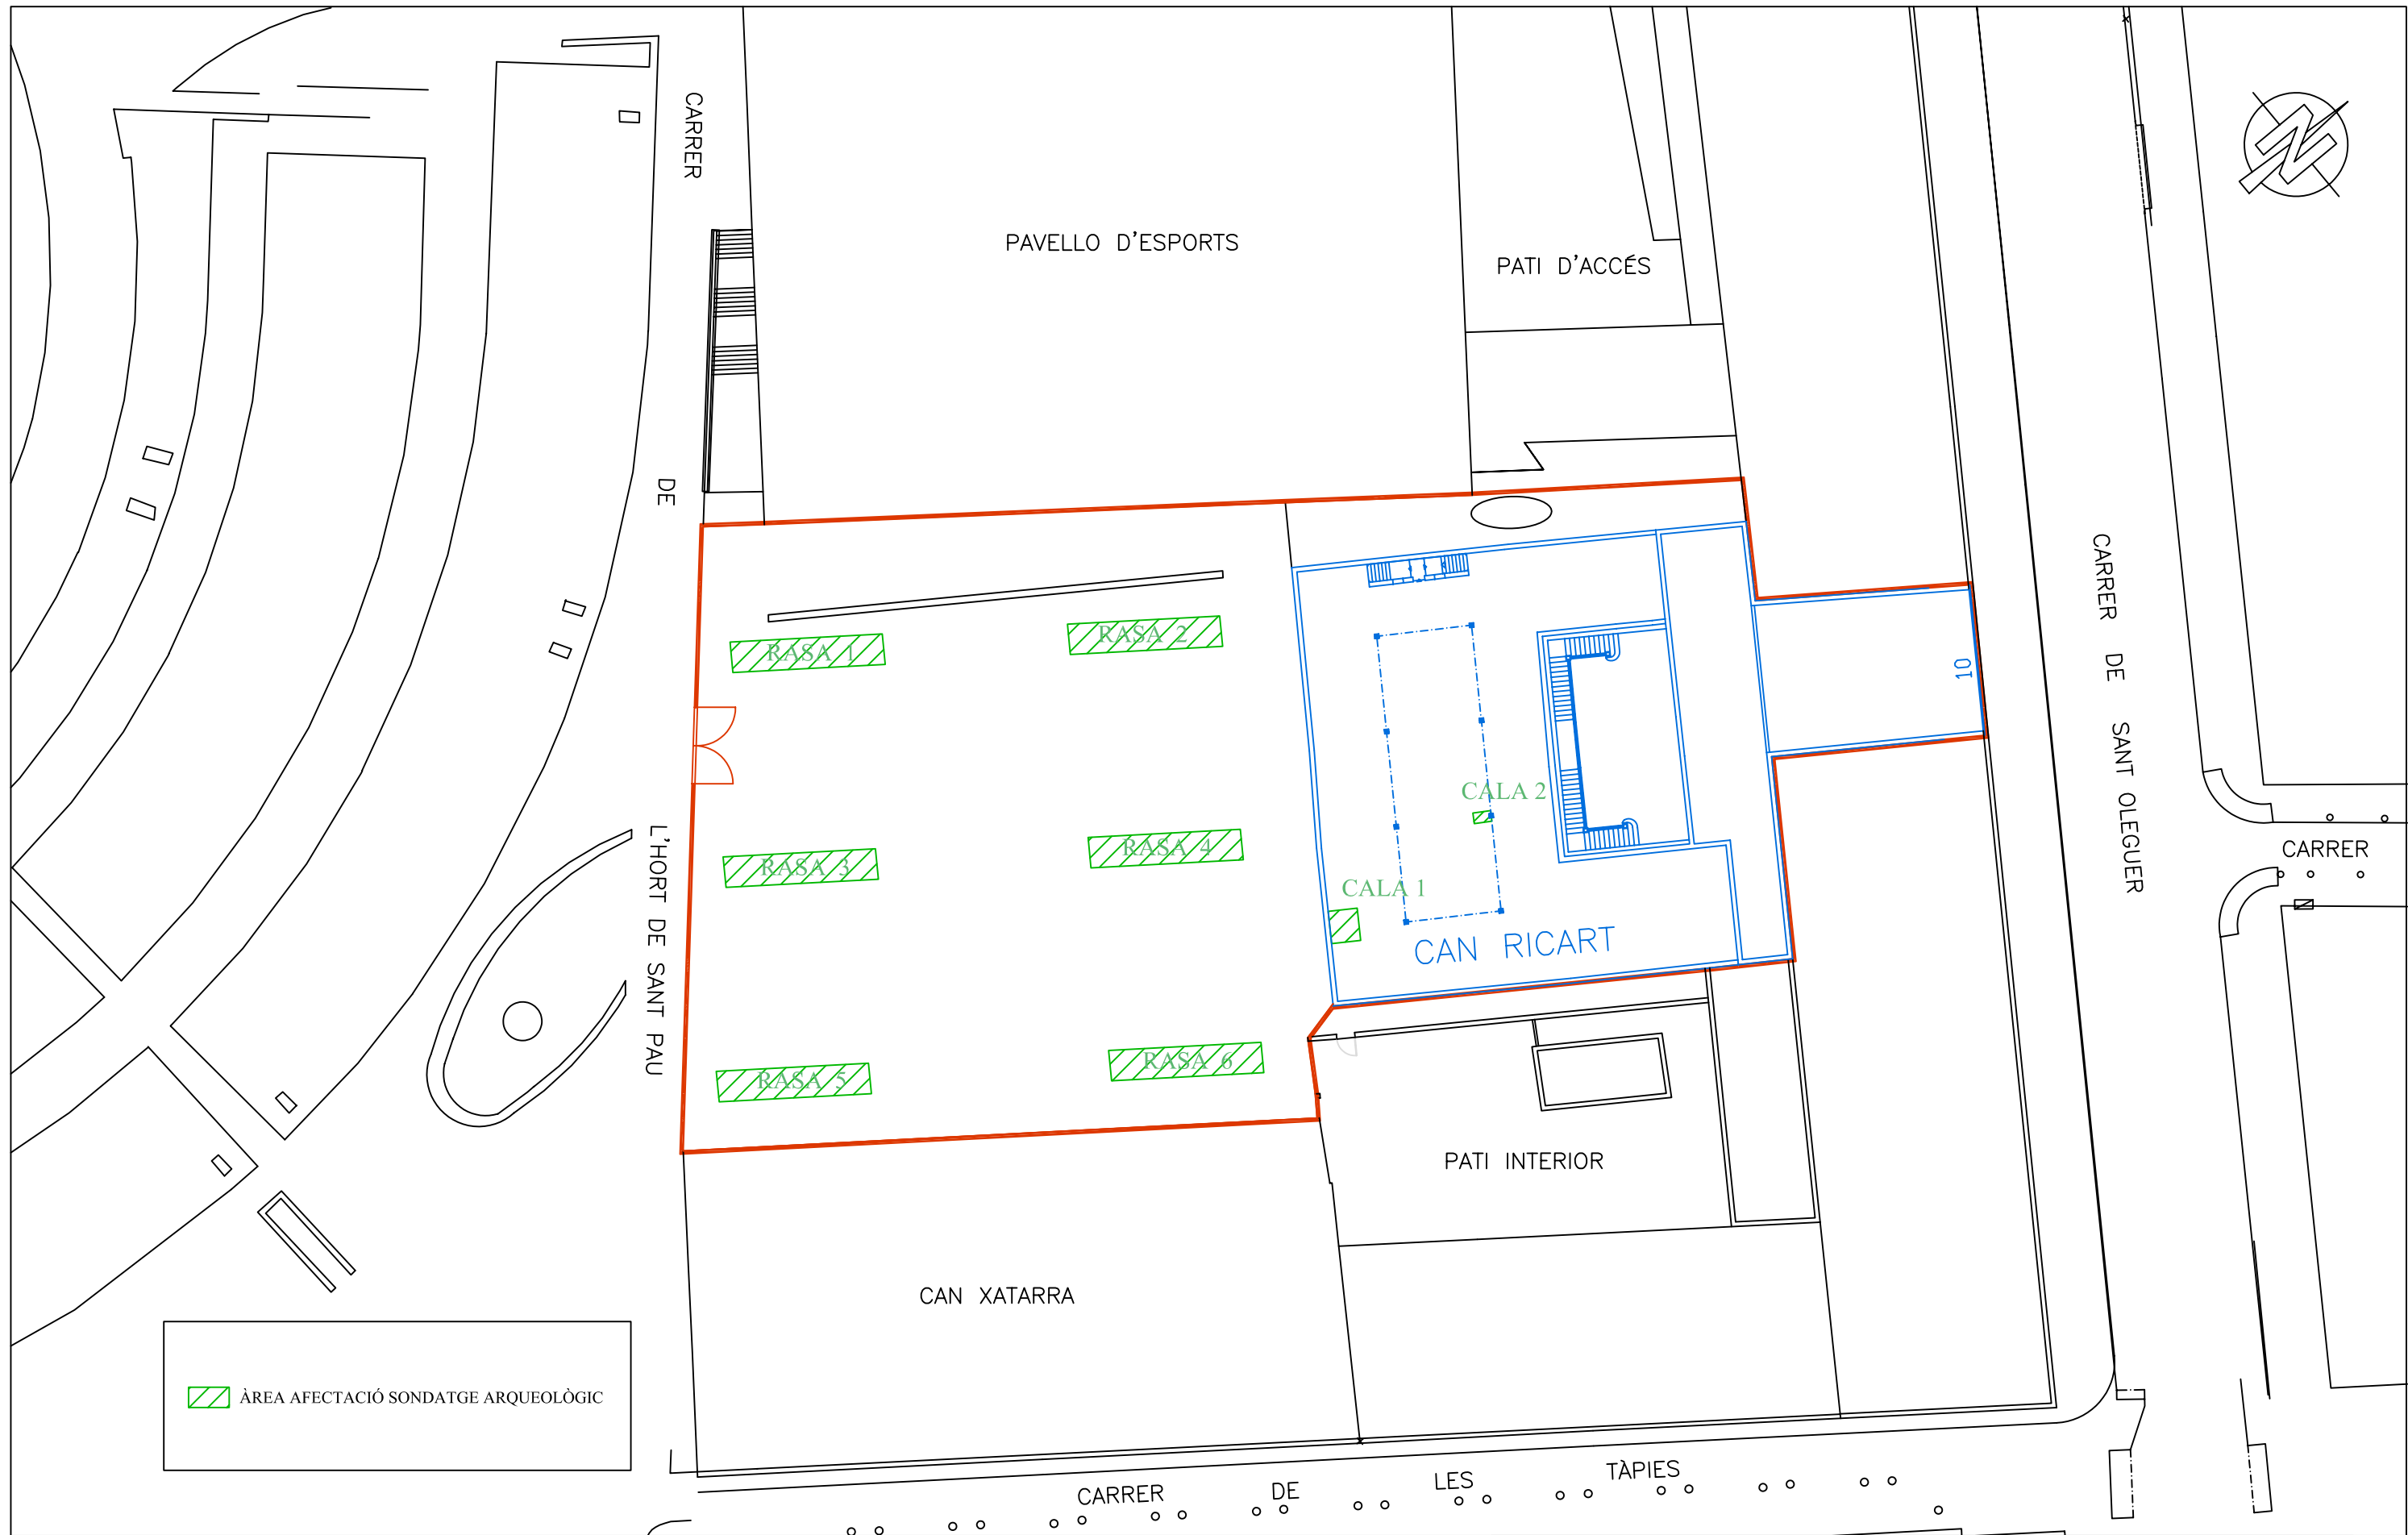 CARRER
DE
L'HORT DE SANT PAU
PAVELLO D'ESPORTS
PATI D'ACCÉS
N
RASA 1
RASA 2
RASA 3
RASA 4
RASA 5
RASA 6
CALA 2
CALA 1
CAN RICART
10
CARRER DE SANT OLEGUER
CARRER
PATI INTERIOR
CAN XATARRA
ÀREA AFECTACIÓ SONDATGE ARQUEOLÒGIC
CARRER DE LES TÀPIES